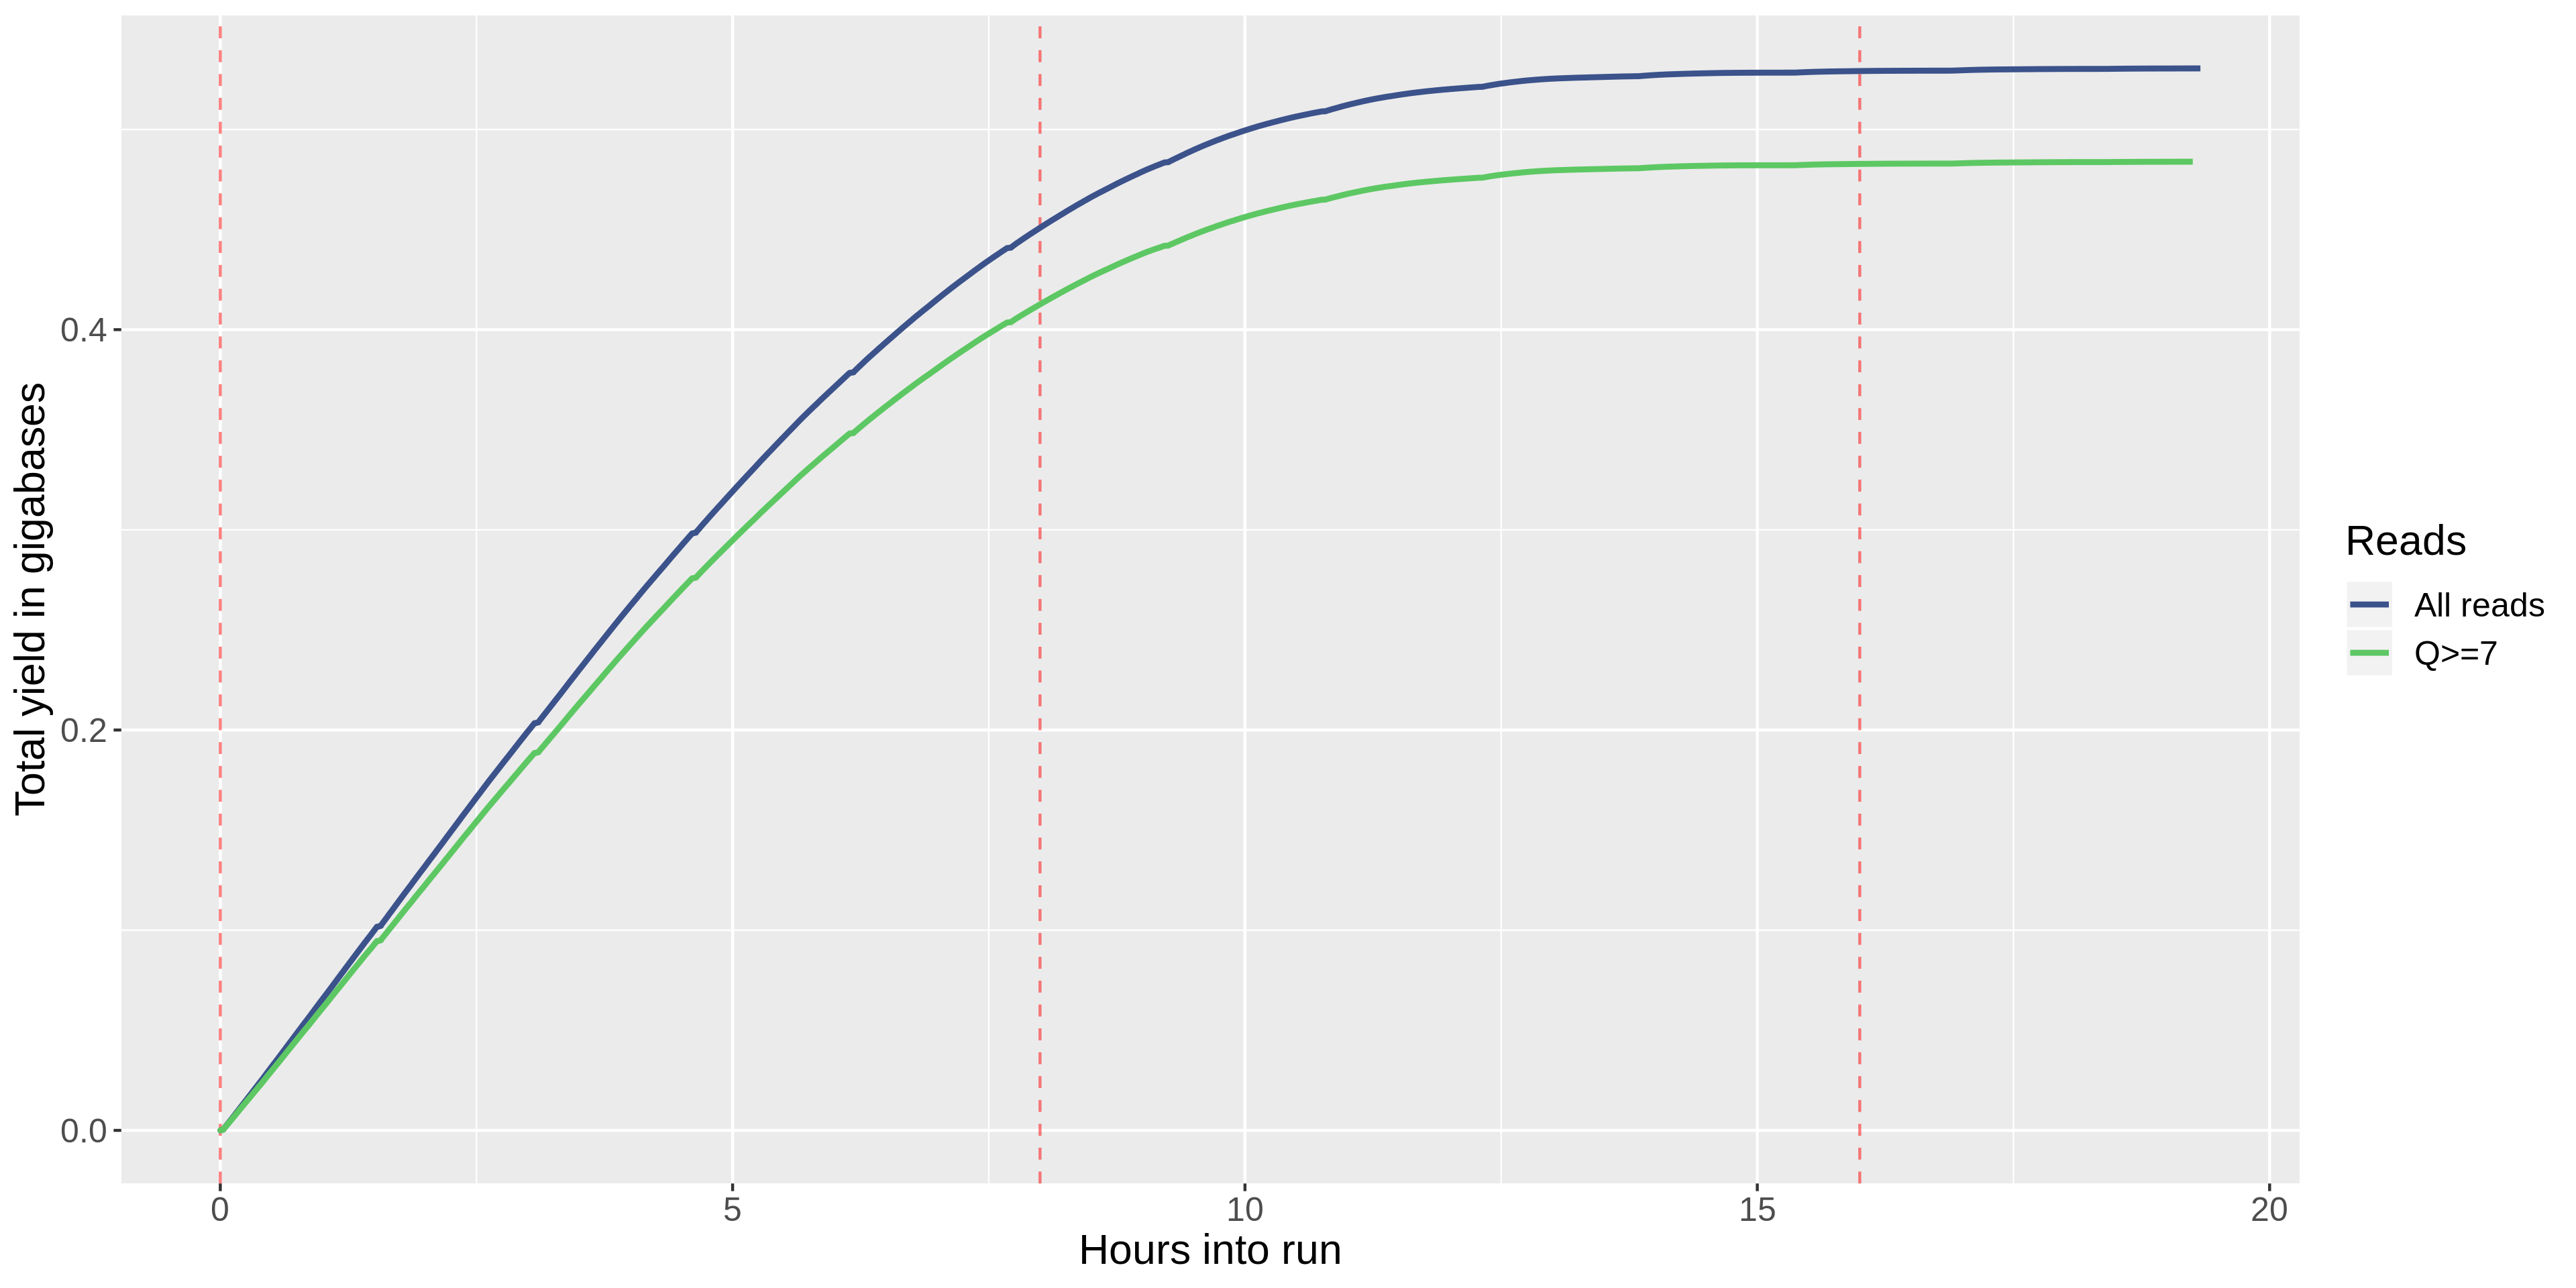 Total yield in gigabases
0.4
0.2
0.0
0 5 10 15 20
Hours into run
Reads
All reads
Q>=7